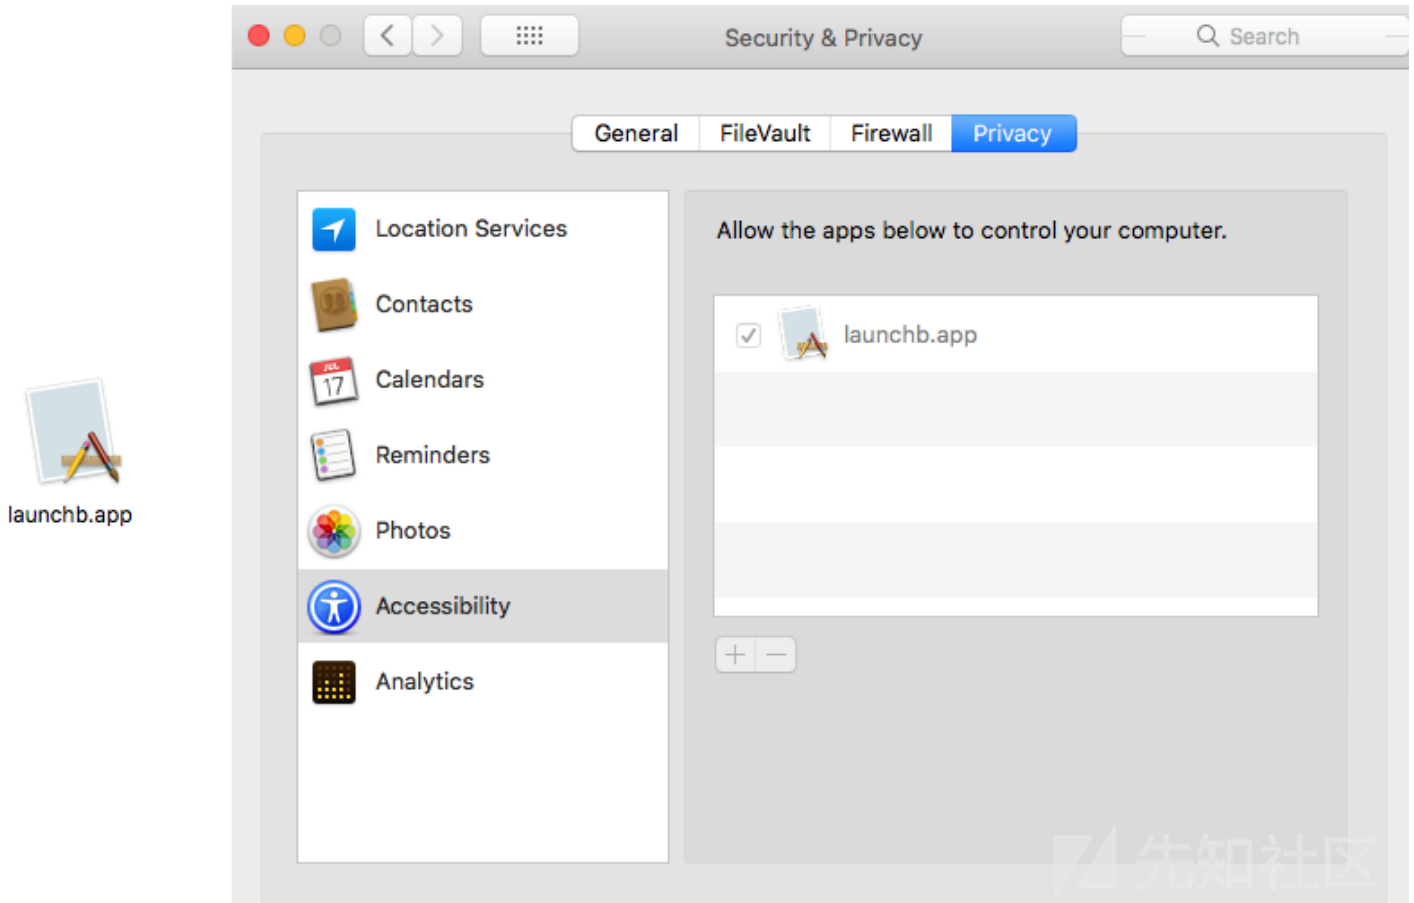 Security & Privacy
Search
General FileVault Firewall Privacy
Location Services
Contacts
JUL
17
Calendars
Reminders
Photos
Accessibility
Analytics
Allow the apps below to control your computer.
launchb.app
launchb.app
先知社区